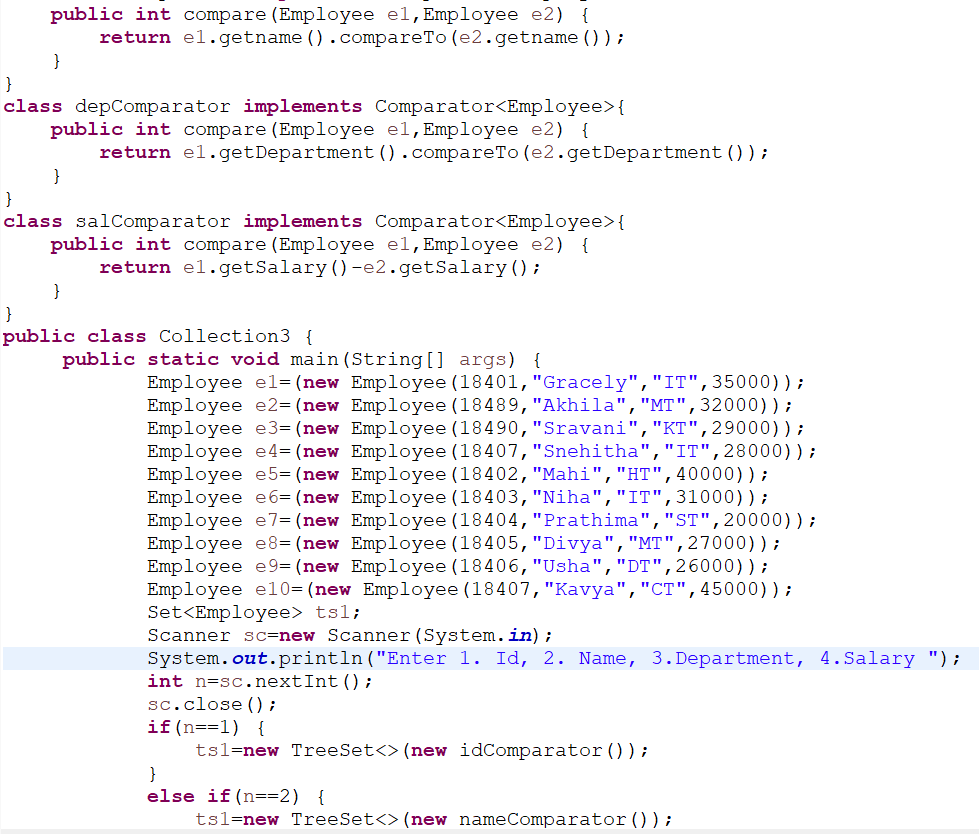 public int compare(Employee e1,Employee e2) {
return e1.getname().compareTo(e2.getname());
}
}
class depComparator implements Comparator<Employee>{
public int compare(Employee e1,Employee e2) {
return e1.getDepartment().compareTo(e2.getDepartment());
}
}
class salComparator implements Comparator<Employee>{
public int compare(Employee e1,Employee e2) {
return e1.getSalary()-e2.getSalary();
}
}
public class Collection3 {
public static void main(String[] args) {
Employee e1=(new Employee(18401,"Gracely","IT",35000));
Employee e2=(new Employee(18489,"Akhila","MT",32000));
Employee e3=(new Employee(18490,"Sravani","KT",29000));
Employee e4=(new Employee(18407,"Snehitha","IT",28000));
Employee e5=(new Employee(18402,"Mahi","HT",40000));
Employee e6=(new Employee(18403,"Niha","IT",31000));
Employee e7=(new Employee(18404,"Prathima","ST",20000));
Employee e8=(new Employee(18405,"Divya","MT",27000));
Employee e9=(new Employee(18406,"Usha","DT",26000));
Employee e10=(new Employee(18407,"Kavya","CT",45000));
Set<Employee> ts1;
Scanner sc=new Scanner(System.in);
System.out.println("Enter 1. Id, 2. Name, 3.Department, 4.Salary ");
int n=sc.nextInt();
sc.close();
if(n==1) {
ts1=new TreeSet<>(new idComparator());
}
else if(n==2) {
ts1=new TreeSet<>(new nameComparator());